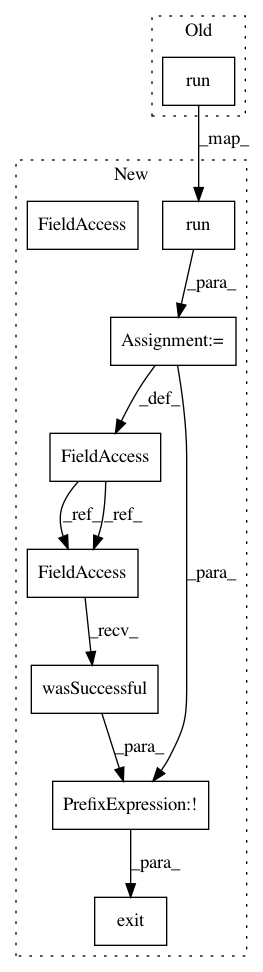 Old
run
_map_
New
FieldAccess
run
_para_
Assignment:=
_def_
FieldAccess
_ref_
_ref_
_para_
FieldAccess
_recv_
wasSuccessful
_para_
PrefixExpression:!
_para_
exit